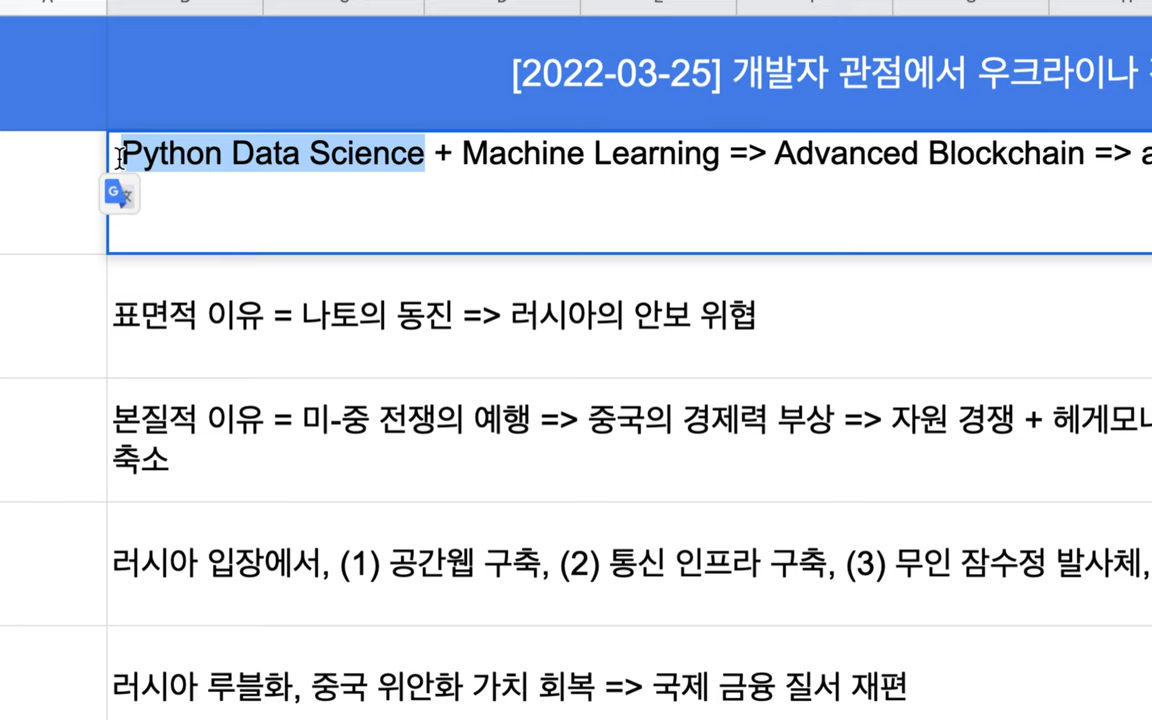 [2022-03-25] 개발자 관점에서 우크라이나
Python Data Science + Machine Learning => Advanced Blockchain =>
표면적 이유 = 나토의 동진 => 러시아의 안보 위협
본질적 이유 = 미-중 전쟁의 예행 => 중국의 경제력 부상 => 자원 경쟁 + 헤게모니
축소
러시아 입장에서, (1) 공간웹 구축, (2) 통신 인프라 구축, (3) 무인 잠수정 발사체,
러시아 루블화, 중국 위안화 가치 회복 => 국제 금융 질서 재편